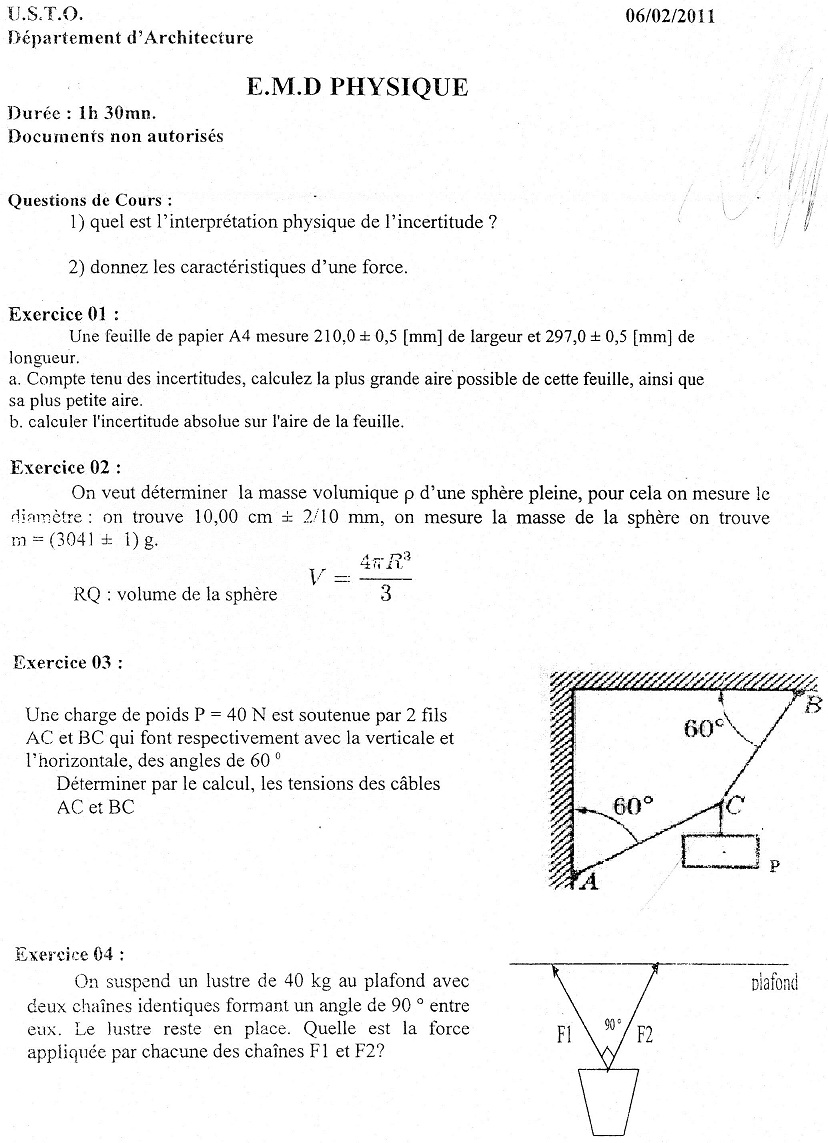 U.S.T.O. 06/02/2011
Département d'Architecture
E.M.D PHYSIQUE
Durée : 1h 30mn.
Documents non autorisés
Questions de Cours :
1) quel est l'interprétation physique de l'incertitude ?
2) donnez les caractéristiques d'une force.
Exercice 01 :
Une feuille de papier A4 mesure 210,0 ± 0,5 [mm] de largeur et 297,0 ± 0,5 [mm] de
longueur.
a. Compte tenu des incertitudes, calculez la plus grande aire possible de cette feuille, ainsi que
sa plus petite aire.
b. calculer l'incertitude absolue sur l'aire de la feuille.
Exercice 02 :
On veut déterminer la masse volumique ρ d'une sphère pleine, pour cela on mesure le
diamètre : on trouve 10,00 cm ± 2/10 mm, on mesure la masse de la sphère on trouve
m = (3041 ± 1) g.
RQ : volume de la sphère V = 4πR³/3
Exercice 03 :
Une charge de poids P = 40 N est soutenue par 2 fils
AC et BC qui font respectivement avec la verticale et
l'horizontale, des angles de 60 ⁰
Déterminer par le calcul, les tensions des câbles
AC et BC
B
60°
60°
C
P
A
Exercice 04 :
On suspend un lustre de 40 kg au plafond avec
deux chaînes identiques formant un angle de 90 ° entre
eux. Le lustre reste en place. Quelle est la force
appliquée par chacune des chaînes F1 et F2?
plafond
F1 90° F2